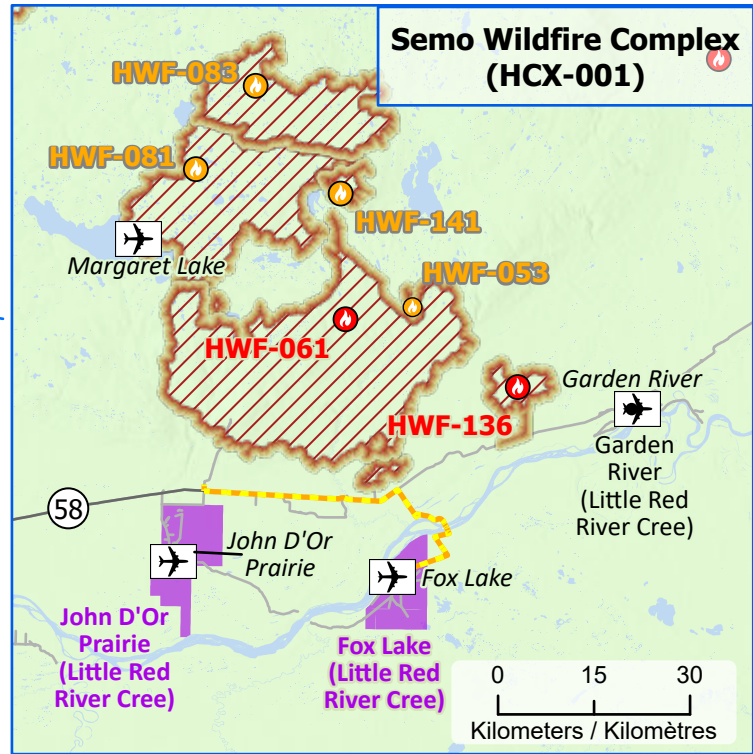 Semo Wildfire Complex
(HCX-001)
HWF-083
HWF-081
HWF-141
Margaret Lake
HWF-053
HWF-061
HWF-136
Garden River
Garden
River
(Little Red
River Cree)
58
John D'Or
Prairie
Fox Lake
John D'Or
Prairie
(Little Red
River Cree)
Fox Lake
(Little Red
River Cree)
0 15 30
Kilometers / Kilomètres